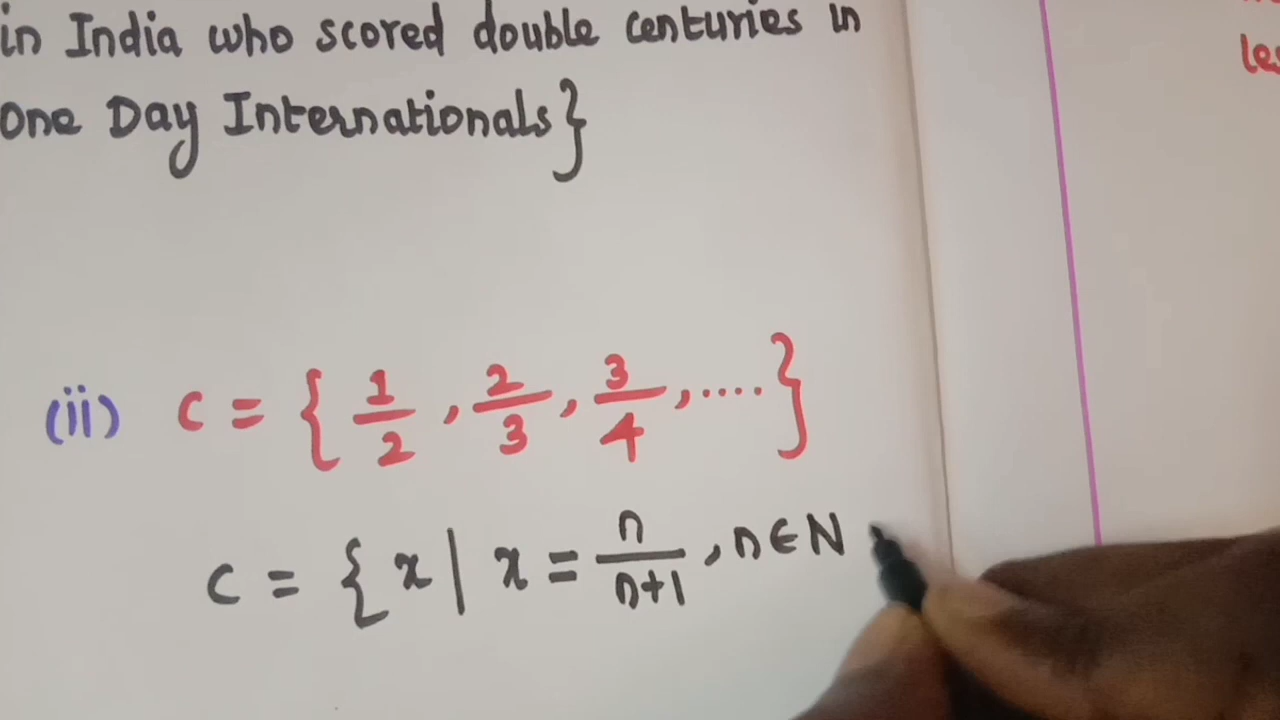 in India who scored double centuries in
One Day Internationals}
(ii) C = { 1/2 , 2/3 , 3/4 , .... }
C = { x | x = n/n+1 , n ∈ N